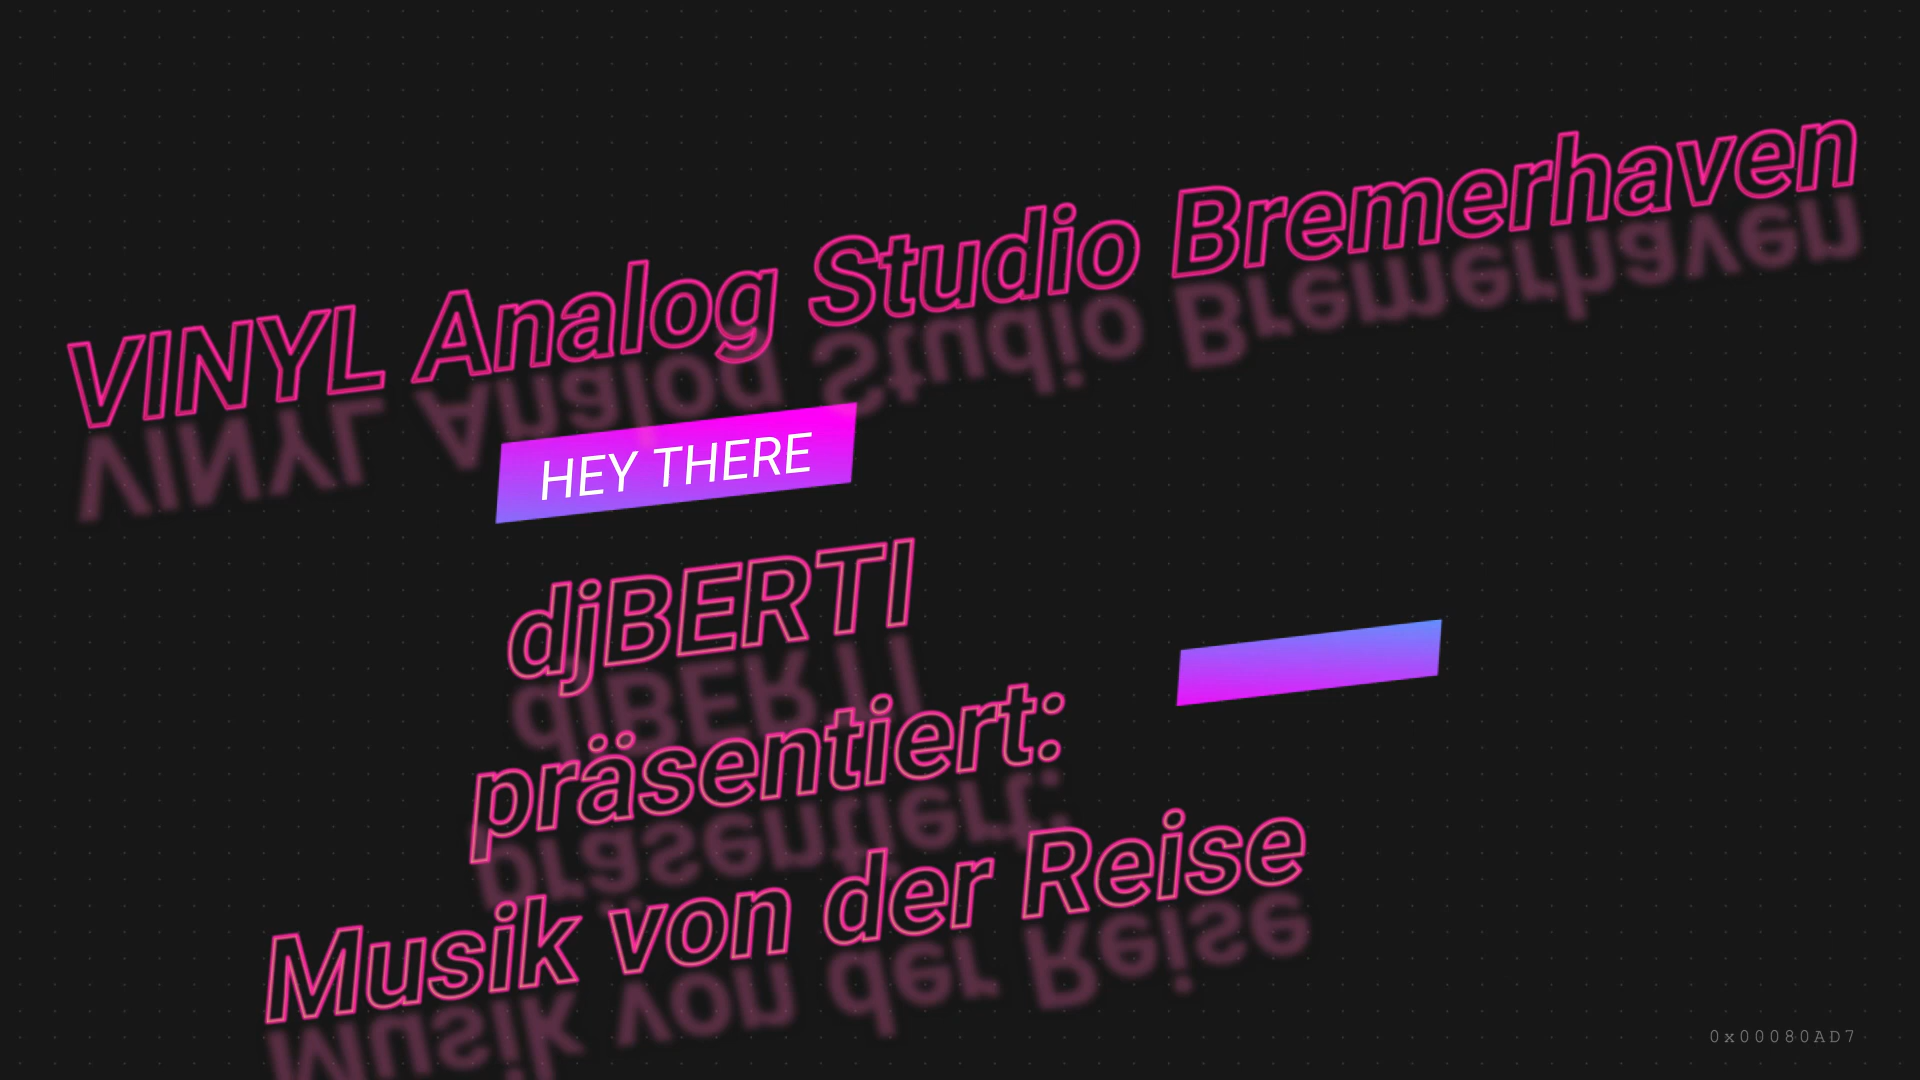 VINYL Analog Studio Bremerhaven
HEY THERE
djBERTI
präsentiert:
Musik von der Reise
0x00080AD7